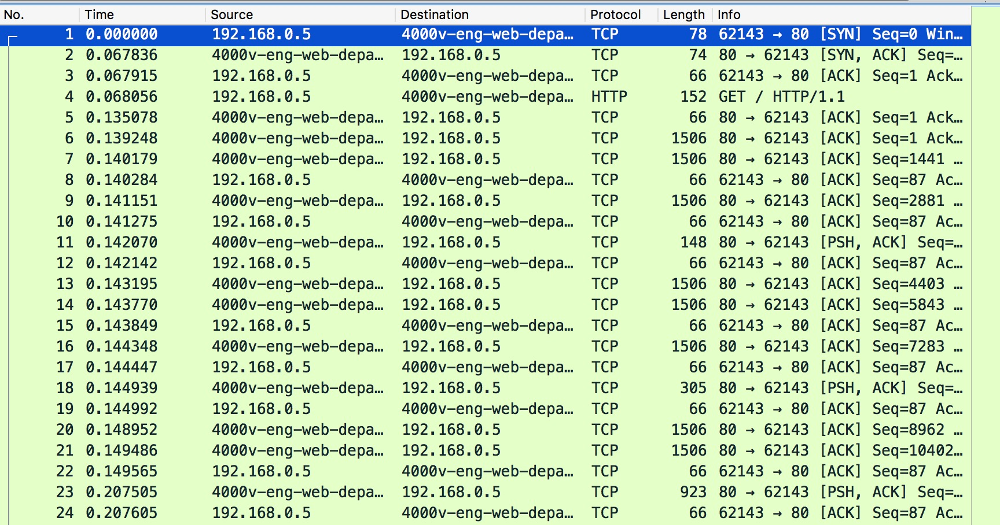 No. Time Source Destination Protocol Length Info
1 0.000000 192.168.0.5 4000v-eng-web-depa… TCP 78 62143 → 80 [SYN] Seq=0 Win…
2 0.067836 4000v-eng-web-depa… 192.168.0.5 TCP 74 80 → 62143 [SYN, ACK] Seq=…
3 0.067915 192.168.0.5 4000v-eng-web-depa… TCP 66 62143 → 80 [ACK] Seq=1 Ack…
4 0.068056 192.168.0.5 4000v-eng-web-depa… HTTP 152 GET / HTTP/1.1
5 0.135078 4000v-eng-web-depa… 192.168.0.5 TCP 66 80 → 62143 [ACK] Seq=1 Ack…
6 0.139248 4000v-eng-web-depa… 192.168.0.5 TCP 1506 80 → 62143 [ACK] Seq=1 Ack…
7 0.140179 4000v-eng-web-depa… 192.168.0.5 TCP 1506 80 → 62143 [ACK] Seq=1441 …
8 0.140284 192.168.0.5 4000v-eng-web-depa… TCP 66 62143 → 80 [ACK] Seq=87 Ac…
9 0.141151 4000v-eng-web-depa… 192.168.0.5 TCP 1506 80 → 62143 [ACK] Seq=2881 …
10 0.141275 192.168.0.5 4000v-eng-web-depa… TCP 66 62143 → 80 [ACK] Seq=87 Ac…
11 0.142070 4000v-eng-web-depa… 192.168.0.5 TCP 148 80 → 62143 [PSH, ACK] Seq=…
12 0.142142 192.168.0.5 4000v-eng-web-depa… TCP 66 62143 → 80 [ACK] Seq=87 Ac…
13 0.143195 4000v-eng-web-depa… 192.168.0.5 TCP 1506 80 → 62143 [ACK] Seq=4403 …
14 0.143770 4000v-eng-web-depa… 192.168.0.5 TCP 1506 80 → 62143 [ACK] Seq=5843 …
15 0.143849 192.168.0.5 4000v-eng-web-depa… TCP 66 62143 → 80 [ACK] Seq=87 Ac…
16 0.144348 4000v-eng-web-depa… 192.168.0.5 TCP 1506 80 → 62143 [ACK] Seq=7283 …
17 0.144447 192.168.0.5 4000v-eng-web-depa… TCP 66 62143 → 80 [ACK] Seq=87 Ac…
18 0.144939 4000v-eng-web-depa… 192.168.0.5 TCP 305 80 → 62143 [PSH, ACK] Seq=…
19 0.144992 192.168.0.5 4000v-eng-web-depa… TCP 66 62143 → 80 [ACK] Seq=87 Ac…
20 0.148952 4000v-eng-web-depa… 192.168.0.5 TCP 1506 80 → 62143 [ACK] Seq=8962 …
21 0.149486 4000v-eng-web-depa… 192.168.0.5 TCP 1506 80 → 62143 [ACK] Seq=10402…
22 0.149565 192.168.0.5 4000v-eng-web-depa… TCP 66 62143 → 80 [ACK] Seq=87 Ac…
23 0.207505 4000v-eng-web-depa… 192.168.0.5 TCP 923 80 → 62143 [PSH, ACK] Seq=…
24 0.207605 192.168.0.5 4000v-eng-web-depa… TCP 66 62143 → 80 [ACK] Seq=87 Ac…